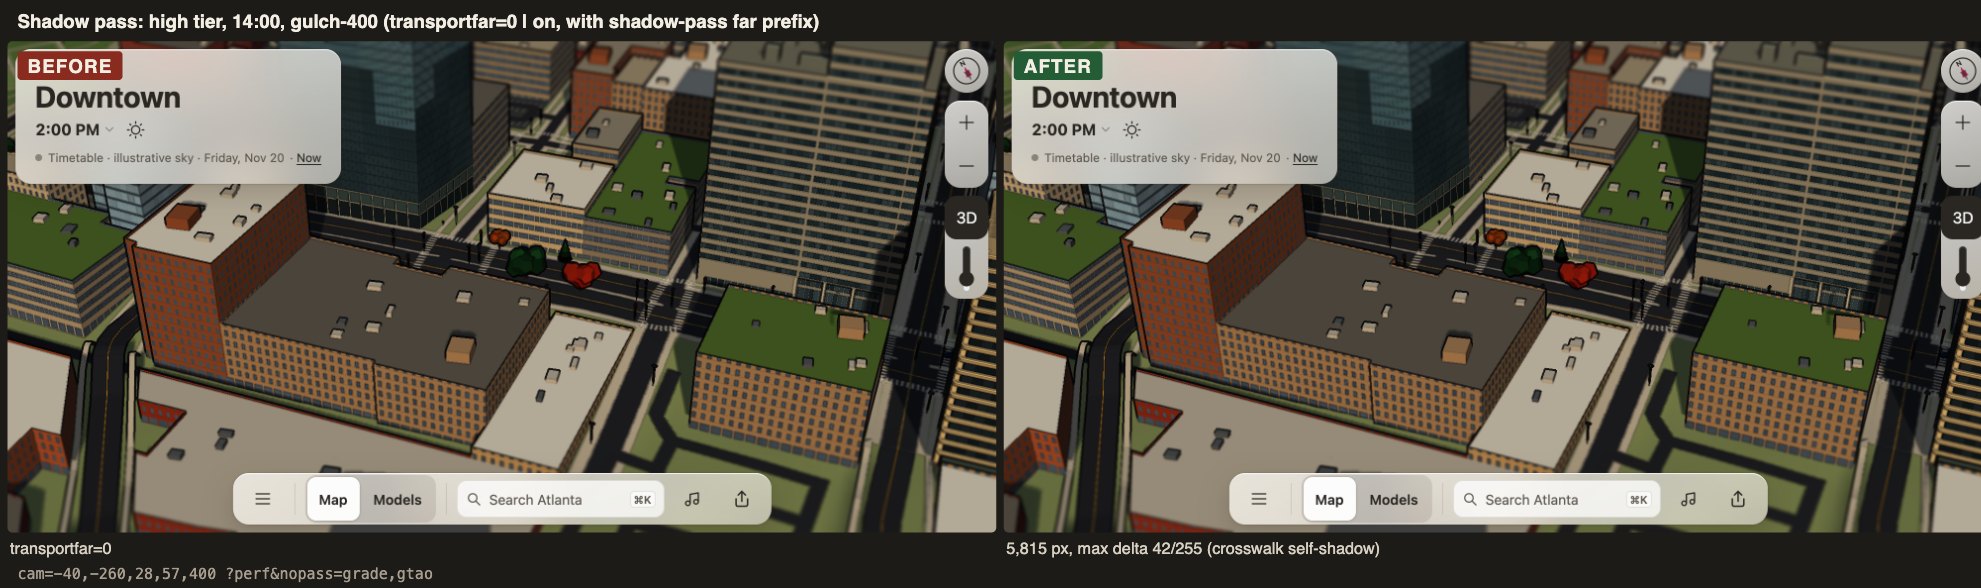 Shadow pass: high tier, 14:00, gulch-400 (transportfar=0 | on, with shadow-pass far prefix)
BEFORE
Downtown
2:00 PM
Timetable · illustrative sky · Friday, Nov 20 · Now
N
+
−
3D
Map Models Search Atlanta ⌘K
transportfar=0
cam=−40,−260,28,57,400 ?perf&nopass=grade,gtao
AFTER
Downtown
2:00 PM
Timetable · illustrative sky · Friday, Nov 20 · Now
N
+
−
3D
Map Models Search Atlanta ⌘K
5,815 px, max delta 42/255 (crosswalk self-shadow)